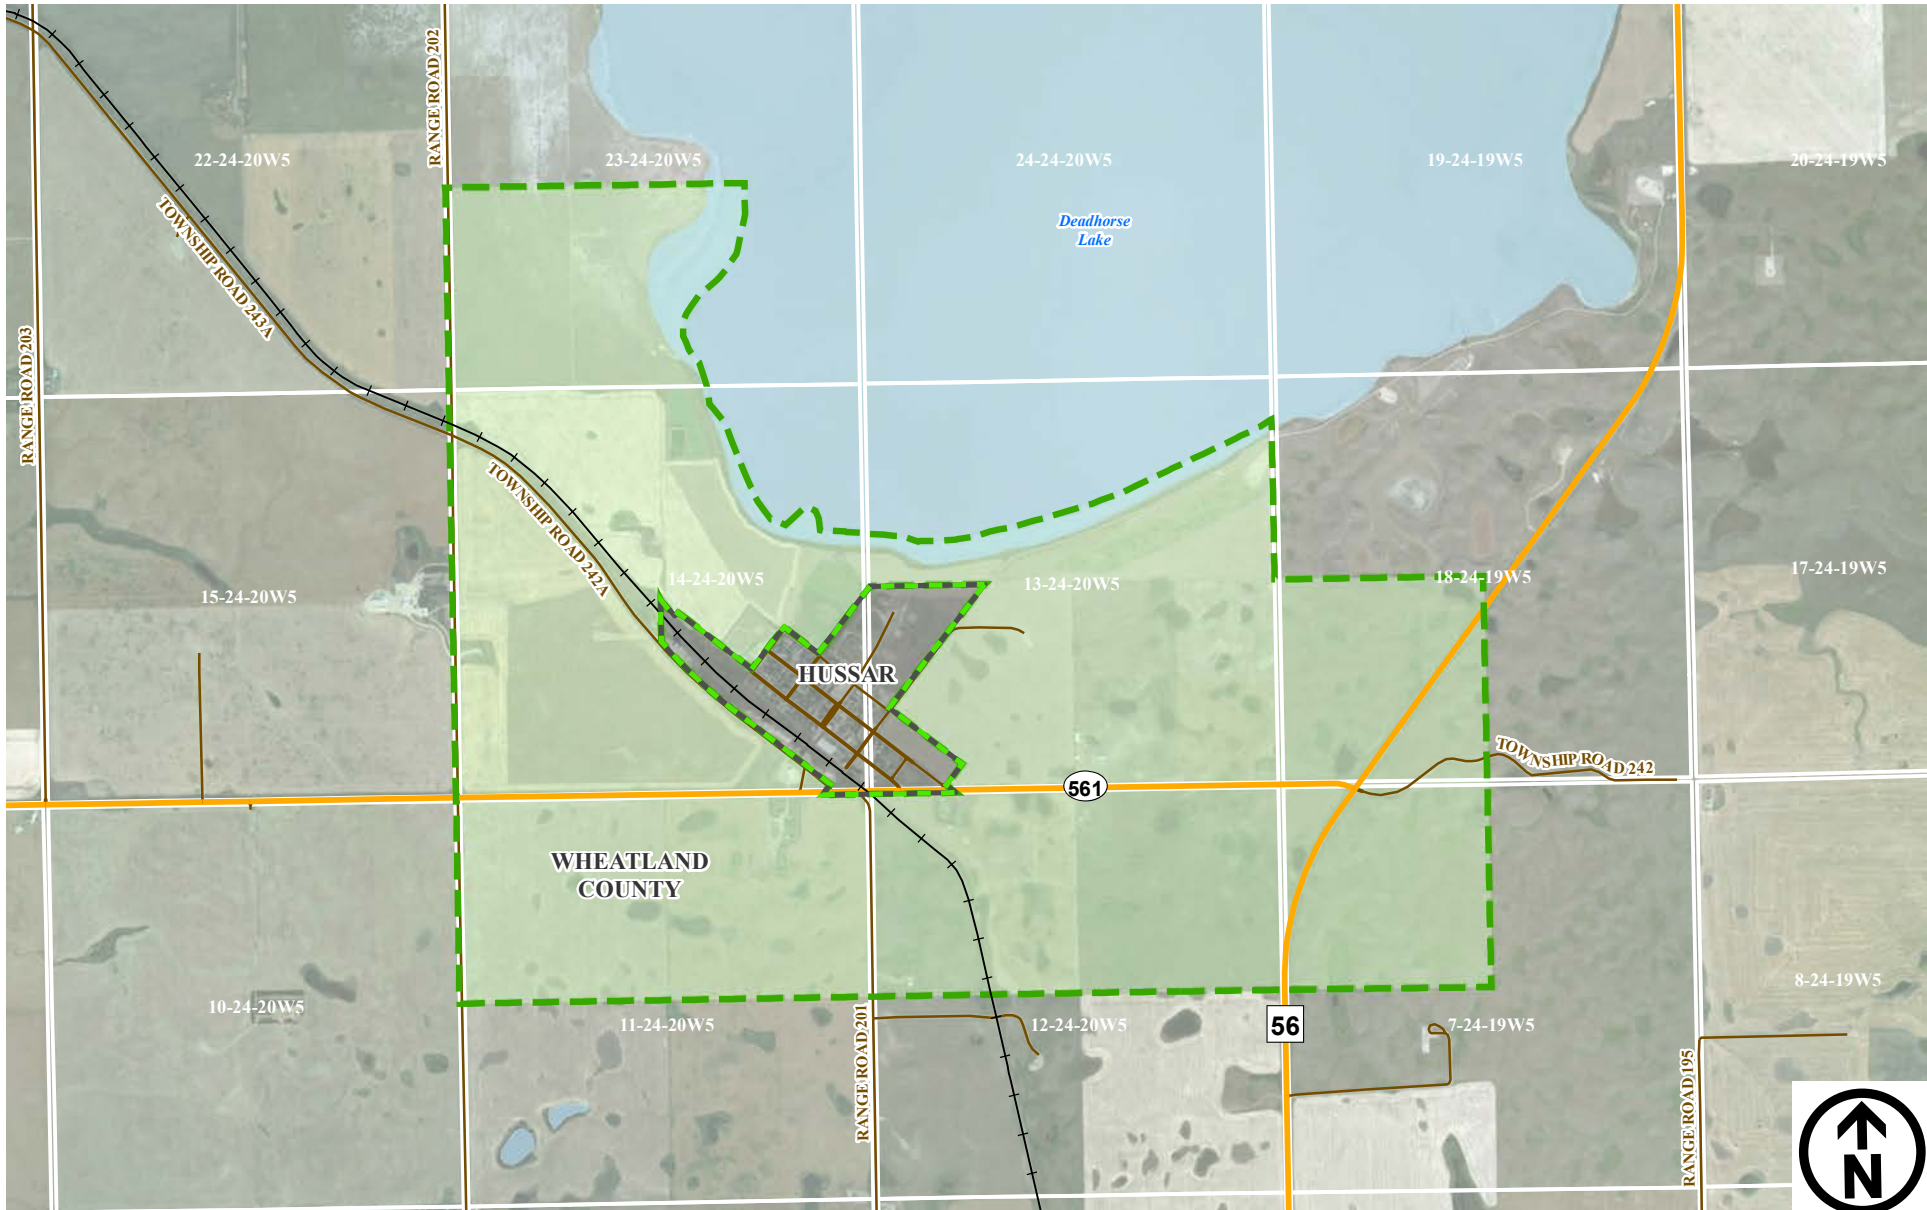 RANGE ROAD 202
22-24-20W5
23-24-20W5
24-24-20W5
19-24-19W5
20-24-19W5
Deadhorse
Lake
TOWNSHIP ROAD 243A
RANGE ROAD 203
TOWNSHIP ROAD 242A
15-24-20W5
14-24-20W5
13-24-20W5
18-24-19W5
17-24-19W5
HUSSAR
TOWNSHIP ROAD 242
561
WHEATLAND
COUNTY
10-24-20W5
11-24-20W5
12-24-20W5
7-24-19W5
8-24-19W5
56
RANGE ROAD 201
RANGE ROAD 195
N